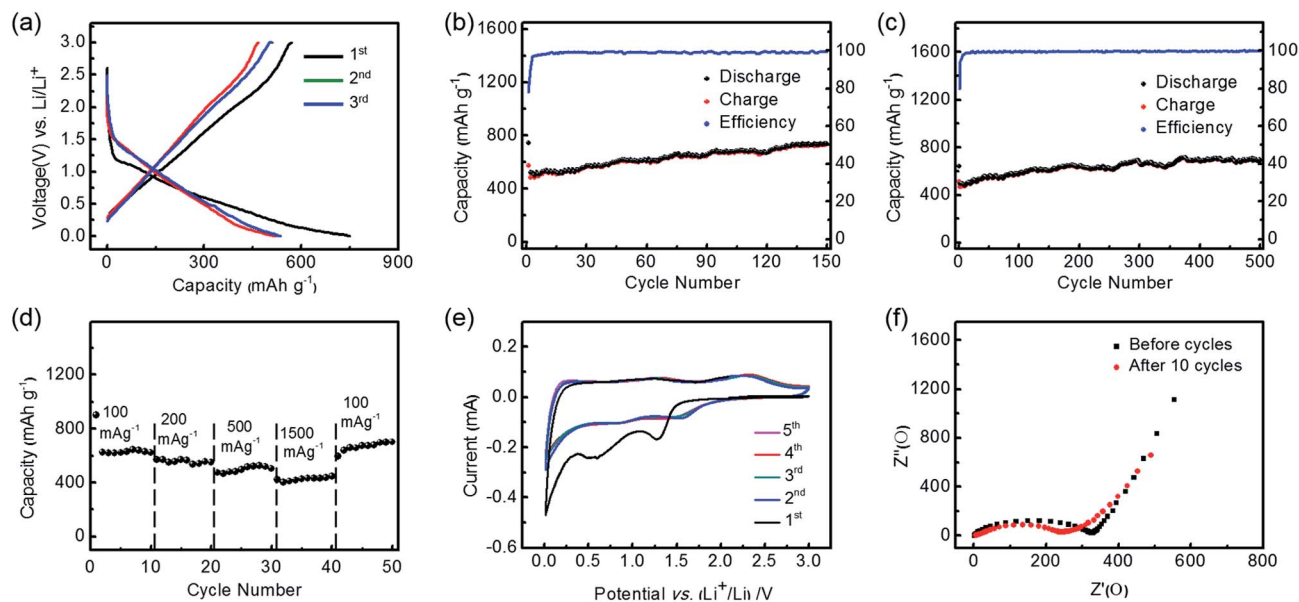 (a)
Voltage(V) vs. Li/Li⁺
3.0
2.5
2.0
1.5
1.0
0.5
0.0
1st
2nd
3rd
0 300 600 900
Capacity (mAh g⁻¹)
(b)
Capacity (mAh g⁻¹)
1600
1200
800
400
0
100
80
60
40
20
0
Discharge
Charge
Efficiency
0 30 60 90 120 150
Cycle Number
(c)
Capacity (mAh g⁻¹)
1600
1200
800
400
0
100
80
60
40
20
0
Discharge
Charge
Efficiency
0 100 200 300 400 500
Cycle Number
(d)
Capacity (mAh g⁻¹)
1200
800
400
0
100
mAg⁻¹
200
mAg⁻¹
500
mAg⁻¹
1500
mAg⁻¹
100
mAg⁻¹
0 10 20 30 40 50
Cycle Number
(e)
Current (mA)
0.4
0.2
0.0
-0.2
-0.4
-0.6
5th
4th
3rd
2nd
1st
0.0 0.5 1.0 1.5 2.0 2.5 3.0
Potential vs. (Li⁺/Li) /V
(f)
Z''(O)
1600
1200
800
400
0
Before cycles
After 10 cycles
0 200 400 600 800
Z'(O)